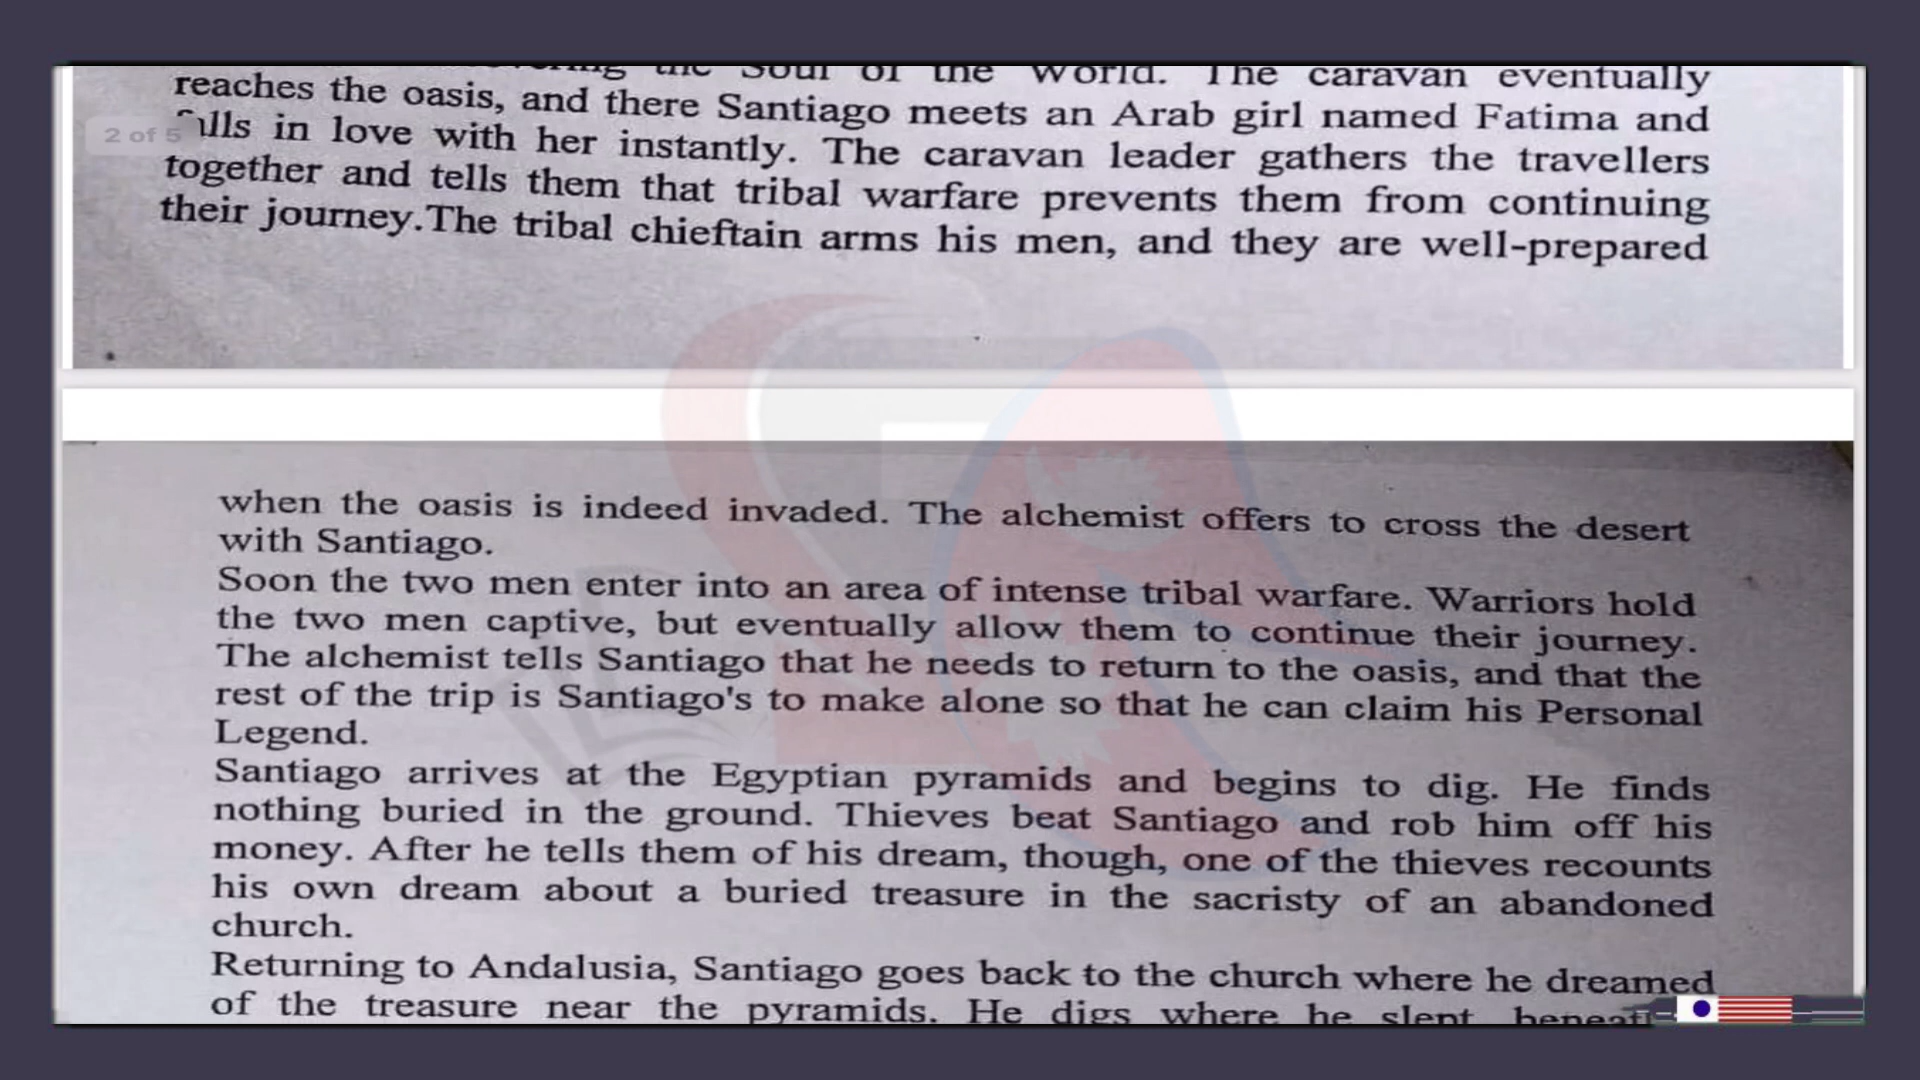 the Soul of the World. The caravan eventually
reaches the oasis, and there Santiago meets an Arab girl named Fatima and
2 of 5
in love with her instantly. The caravan leader gathers the travellers
together and tells them that tribal warfare prevents them from continuing
their journey.The tribal chieftain arms his men, and they are well-prepared
when the oasis is indeed invaded. The alchemist offers to cross the desert
with Santiago.
Soon the two men enter into an area of intense tribal warfare. Warriors hold
the two men captive, but eventually allow them to continue their journey.
The alchemist tells Santiago that he needs to return to the oasis, and that the
rest of the trip is Santiago's to make alone so that he can claim his Personal
Legend.
Santiago arrives at the Egyptian pyramids and begins to dig. He finds
nothing buried in the ground. Thieves beat Santiago and rob him off his
money. After he tells them of his dream, though, one of the thieves recounts
his own dream about a buried treasure in the sacristy of an abandoned
church.
Returning to Andalusia, Santiago goes back to the church where he dreamed
of the treasure near the pyramids. He digs where he slept